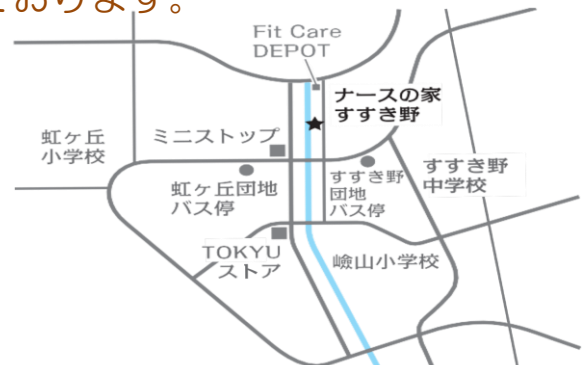 ております。
Fit Care
DEPOT
ナースの家
すすき野
虹ヶ丘
小学校
ミニストップ
虹ヶ丘団地
バス停
すすき野
団地
バス停
すすき野
中学校
TOKYU
ストア
嶮山小学校